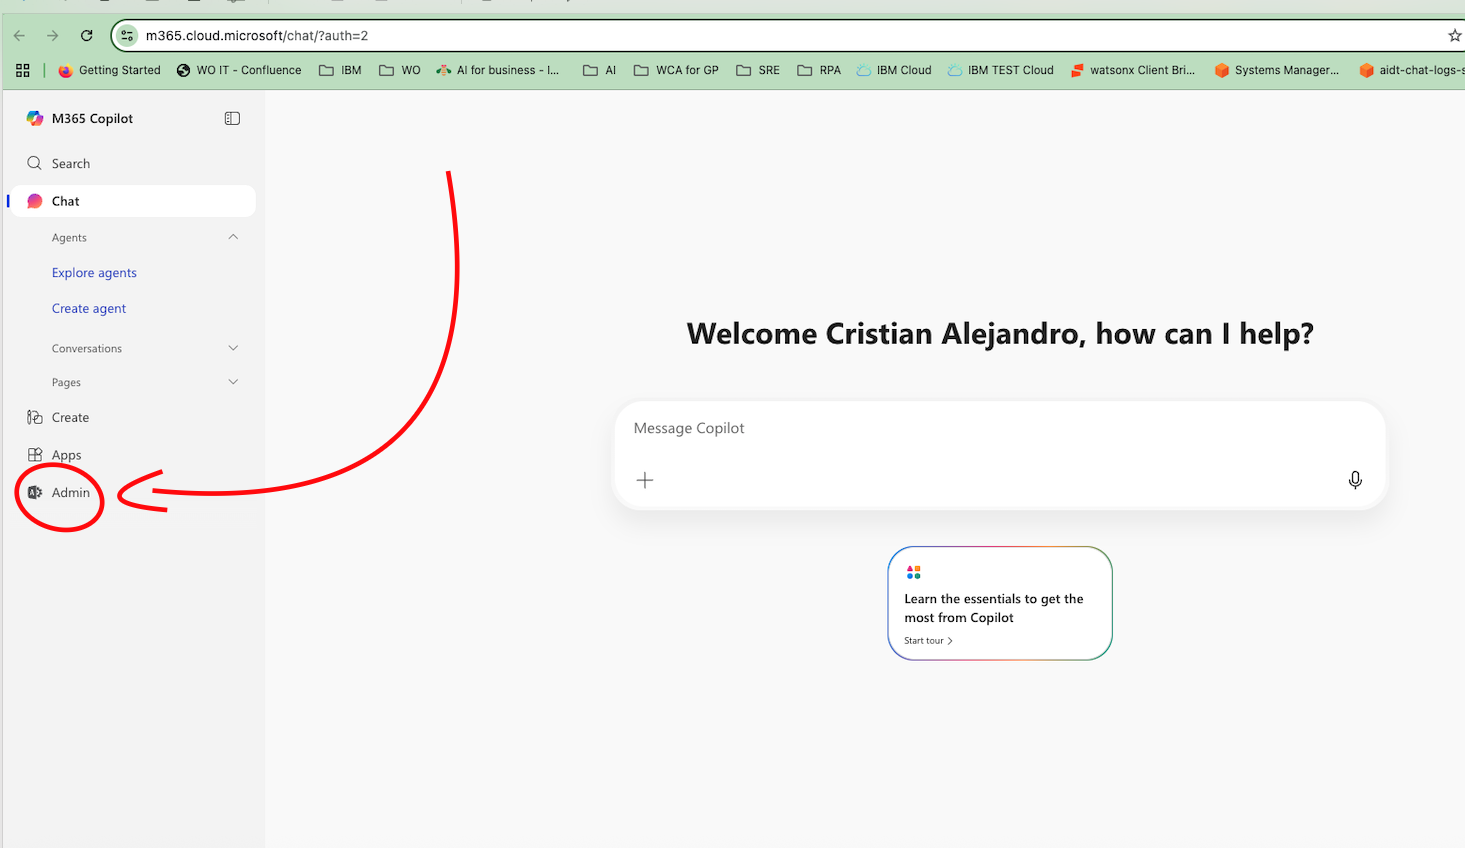 m365.cloud.microsoft/chat/?auth=2
Getting Started WO IT - Confluence IBM WO AI for business - I... AI WCA for GP SRE RPA IBM Cloud IBM TEST Cloud watsonx Client Bri... Systems Manager... aidt-chat-logs-s
M365 Copilot
Search
Chat
Agents
Explore agents
Create agent
Conversations
Pages
Create
Apps
Admin
Welcome Cristian Alejandro, how can I help?
Message Copilot
Learn the essentials to get the
most from Copilot
Start tour